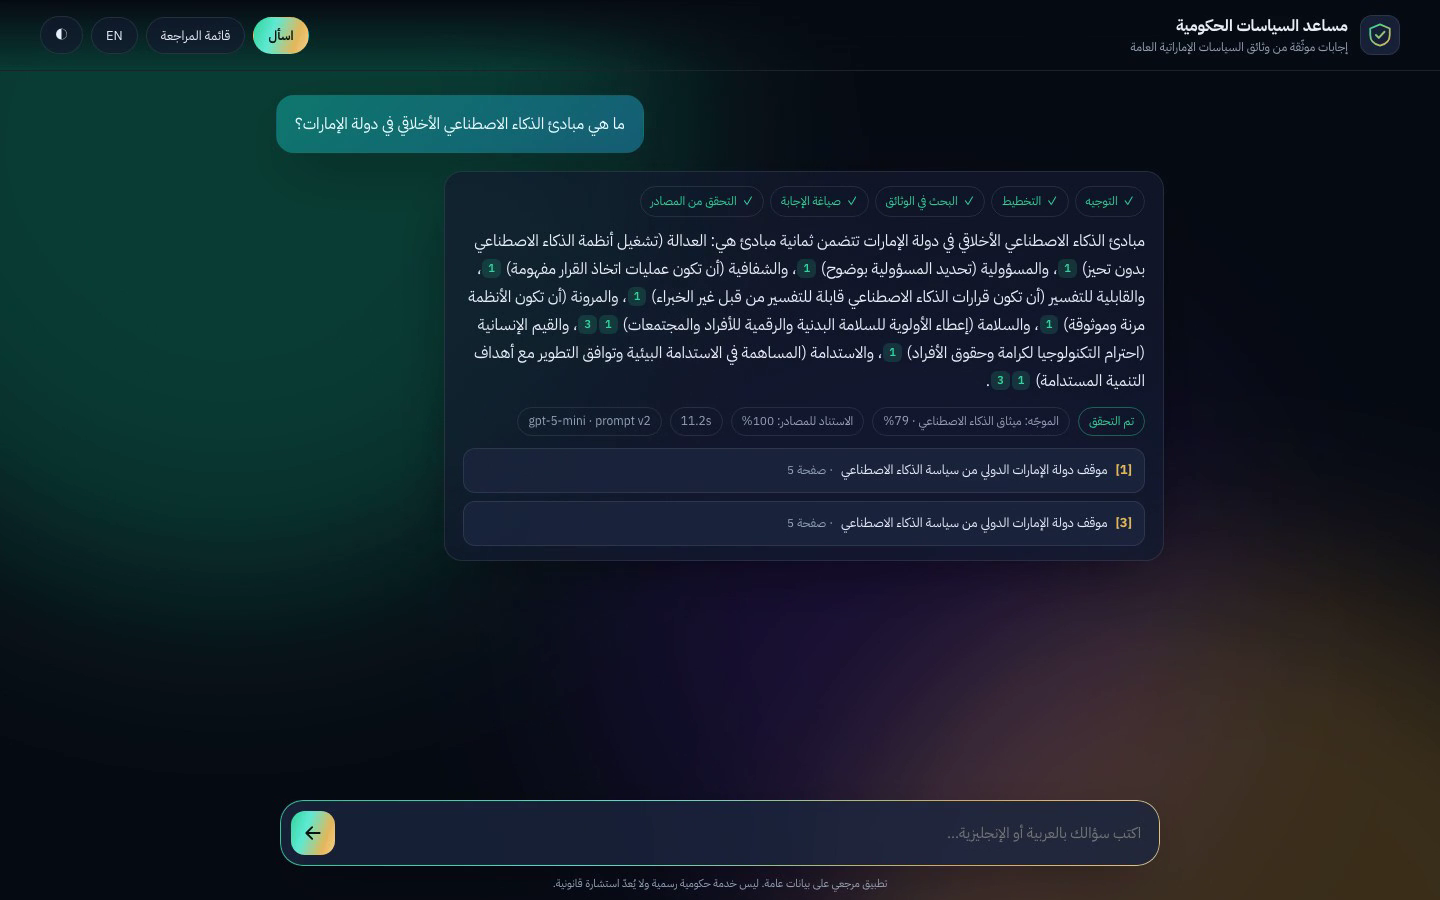 مساعد السياسات الحكومية
إجابات موثّقة من وثائق السياسات الإماراتية العامة
اسأل
قائمة المراجعة
EN
ما هي مبادئ الذكاء الاصطناعي الأخلاقي في دولة الإمارات؟
✓ التوجيه
✓ التخطيط
✓ البحث في الوثائق
✓ صياغة الإجابة
✓ التحقق من المصادر
مبادئ الذكاء الاصطناعي الأخلاقي في دولة الإمارات تتضمن ثمانية مبادئ هي: العدالة (تشغيل أنظمة الذكاء الاصطناعي
بدون تحيز) 1، والمسؤولية (تحديد المسؤولية بوضوح) 1، والشفافية (أن تكون عمليات اتخاذ القرار مفهومة) 1،
والقابلية للتفسير (أن تكون قرارات الذكاء الاصطناعي قابلة للتفسير من قبل غير الخبراء) 1، والمرونة (أن تكون الأنظمة
مرنة وموثوقة) 1، والسلامة (إعطاء الأولوية للسلامة البدنية والرقمية للأفراد والمجتمعات) 1 3، والقيم الإنسانية
(احترام التكنولوجيا لكرامة وحقوق الأفراد) 1، والاستدامة (المساهمة في الاستدامة البيئية وتوافق التطوير مع أهداف
التنمية المستدامة) 1 3.
تم التحقق
الموجّه: ميثاق الذكاء الاصطناعي · 79%
الاستناد للمصادر: 100%
11.2s
gpt-5-mini · prompt v2
[1] موقف دولة الإمارات الدولي من سياسة الذكاء الاصطناعي · صفحة 5
[3] موقف دولة الإمارات الدولي من سياسة الذكاء الاصطناعي · صفحة 5
اكتب سؤالك بالعربية أو الإنجليزية...
تطبيق مرجعي على بيانات عامة. ليس خدمة حكومية رسمية ولا يُعدّ استشارة قانونية.